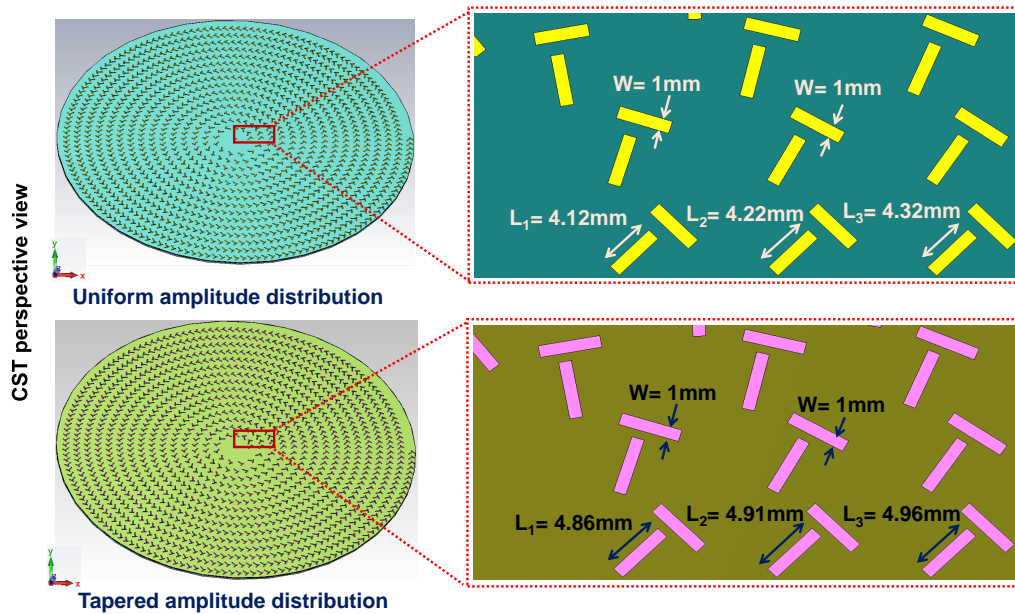 CST perspective view
y
z
x
Uniform amplitude distribution
W= 1mm
W= 1mm
L1= 4.12mm
L2= 4.22mm
L3= 4.32mm
y
z
x
Tapered amplitude distribution
W= 1mm
W= 1mm
L1= 4.86mm
L2= 4.91mm
L3= 4.96mm